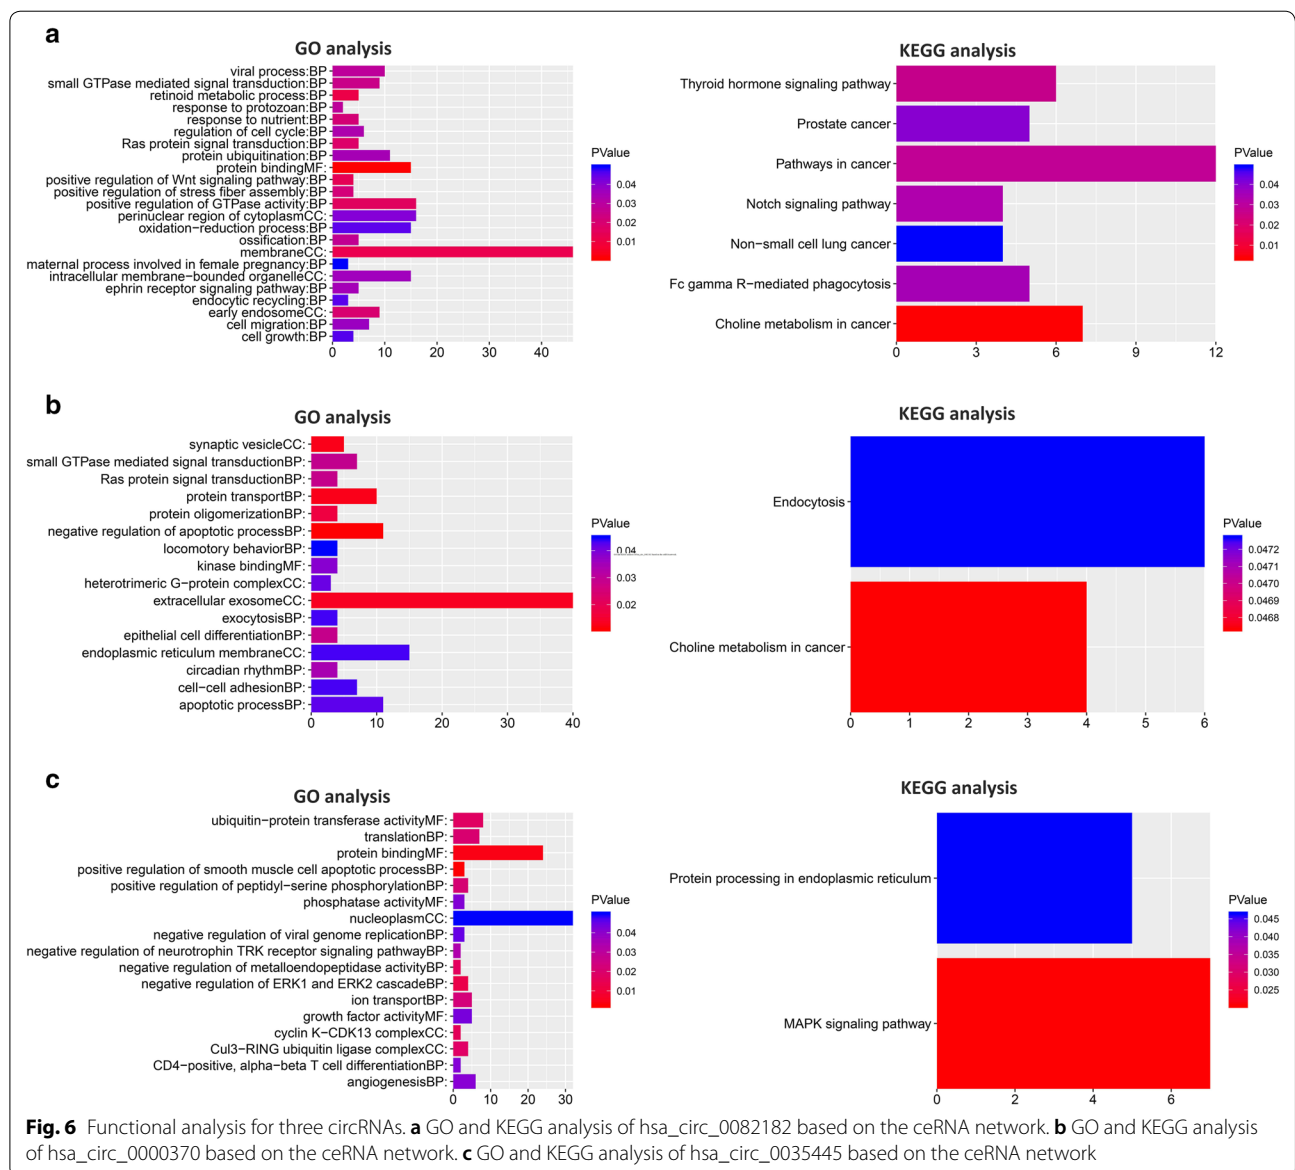 a
GO analysis
viral process:BP
small GTPase mediated signal transduction:BP
retinoid metabolic process:BP
response to protozoan:BP
response to nutrient:BP
regulation of cell cycle:BP
Ras protein signal transduction:BP
protein ubiquitination:BP
protein bindingMF:
positive regulation of Wnt signaling pathway:BP
positive regulation of stress fiber assembly:BP
positive regulation of GTPase activity:BP
perinuclear region of cytoplasmCC:
oxidation−reduction process:BP
ossification:BP
membraneCC:
maternal process involved in female pregnancy:BP
intracellular membrane−bounded organelleCC:
ephrin receptor signaling pathway:BP
endocytic recycling:BP
early endosomeCC:
cell migration:BP
cell growth:BP
0 10 20 30 40
PValue
0.04
0.03
0.02
0.01
KEGG analysis
Thyroid hormone signaling pathway
Prostate cancer
Pathways in cancer
Notch signaling pathway
Non−small cell lung cancer
Fc gamma R−mediated phagocytosis
Choline metabolism in cancer
0 3 6 9 12
PValue
0.04
0.03
0.02
0.01
b
GO analysis
synaptic vesicleCC:
small GTPase mediated signal transductionBP:
Ras protein signal transductionBP:
protein transportBP:
protein oligomerizationBP:
negative regulation of apoptotic processBP:
locomotory behaviorBP:
kinase bindingMF:
heterotrimeric G−protein complexCC:
extracellular exosomeCC:
exocytosisBP:
epithelial cell differentiationBP:
endoplasmic reticulum membraneCC:
circadian rhythmBP:
cell−cell adhesionBP:
apoptotic processBP:
0 10 20 30 40
PValue
0.04
0.03
0.02
KEGG analysis
Endocytosis
Choline metabolism in cancer
0 1 2 3 4 5 6
PValue
0.0472
0.0471
0.0470
0.0469
0.0468
c
GO analysis
ubiquitin−protein transferase activityMF:
translationBP:
protein bindingMF:
positive regulation of smooth muscle cell apoptotic processBP:
positive regulation of peptidyl−serine phosphorylationBP:
phosphatase activityMF:
nucleoplasmCC:
negative regulation of viral genome replicationBP:
negative regulation of neurotrophin TRK receptor signaling pathwayBP:
negative regulation of metalloendopeptidase activityBP:
negative regulation of ERK1 and ERK2 cascadeBP:
ion transportBP:
growth factor activityMF:
cyclin K−CDK13 complexCC:
Cul3−RING ubiquitin ligase complexCC:
CD4−positive, alpha−beta T cell differentiationBP:
angiogenesisBP:
0 10 20 30
PValue
0.04
0.03
0.02
0.01
KEGG analysis
Protein processing in endoplasmic reticulum
MAPK signaling pathway
0 2 4 6
PValue
0.045
0.040
0.035
0.030
0.025
Fig. 6 Functional analysis for three circRNAs. a GO and KEGG analysis of hsa_circ_0082182 based on the ceRNA network. b GO and KEGG analysis
of hsa_circ_0000370 based on the ceRNA network. c GO and KEGG analysis of hsa_circ_0035445 based on the ceRNA network